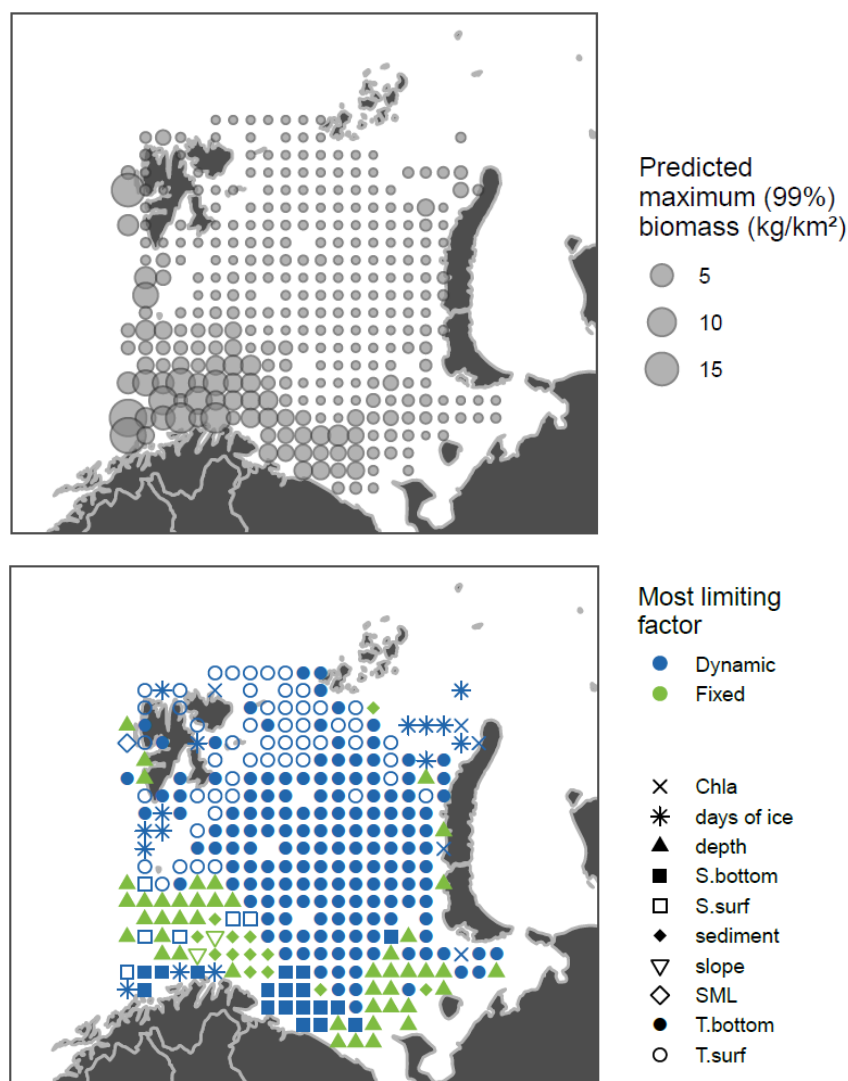 Predicted
maximum (99%)
biomass (kg/km²)
5
10
15
Most limiting
factor
Dynamic
Fixed
Chla
days of ice
depth
S.bottom
S.surf
sediment
slope
SML
T.bottom
T.surf